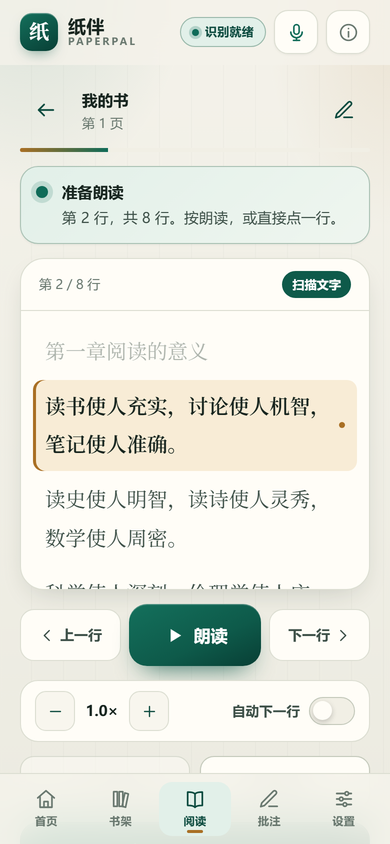 纸
纸伴
PAPERPAL
识别就绪
我的书
第 1 页
准备朗读
第 2 行，共 8 行。按朗读，或直接点一行。
第 2 / 8 行
扫描文字
第一章阅读的意义
读书使人充实，讨论使人机智，
笔记使人准确。
读史使人明智，读诗使人灵秀，
数学使人周密。
上一行
朗读
下一行
1.0×
自动下一行
首页
书架
阅读
批注
设置